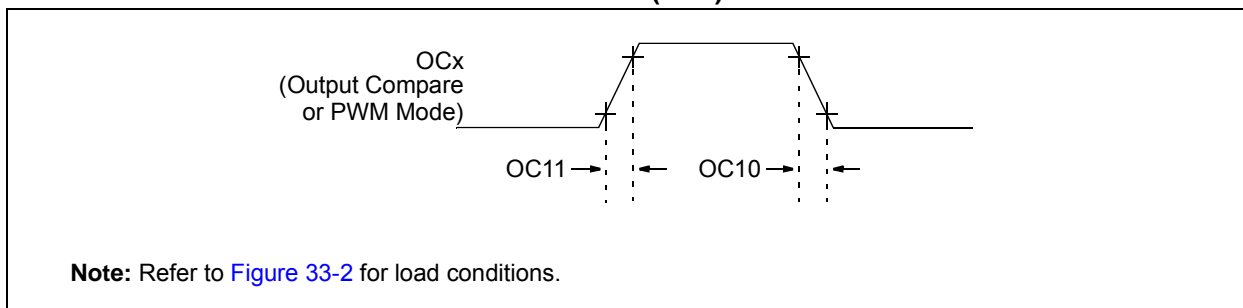 OCx
(Output Compare
or PWM Mode)
OC11 OC10
Note: Refer to Figure 33-2 for load conditions.